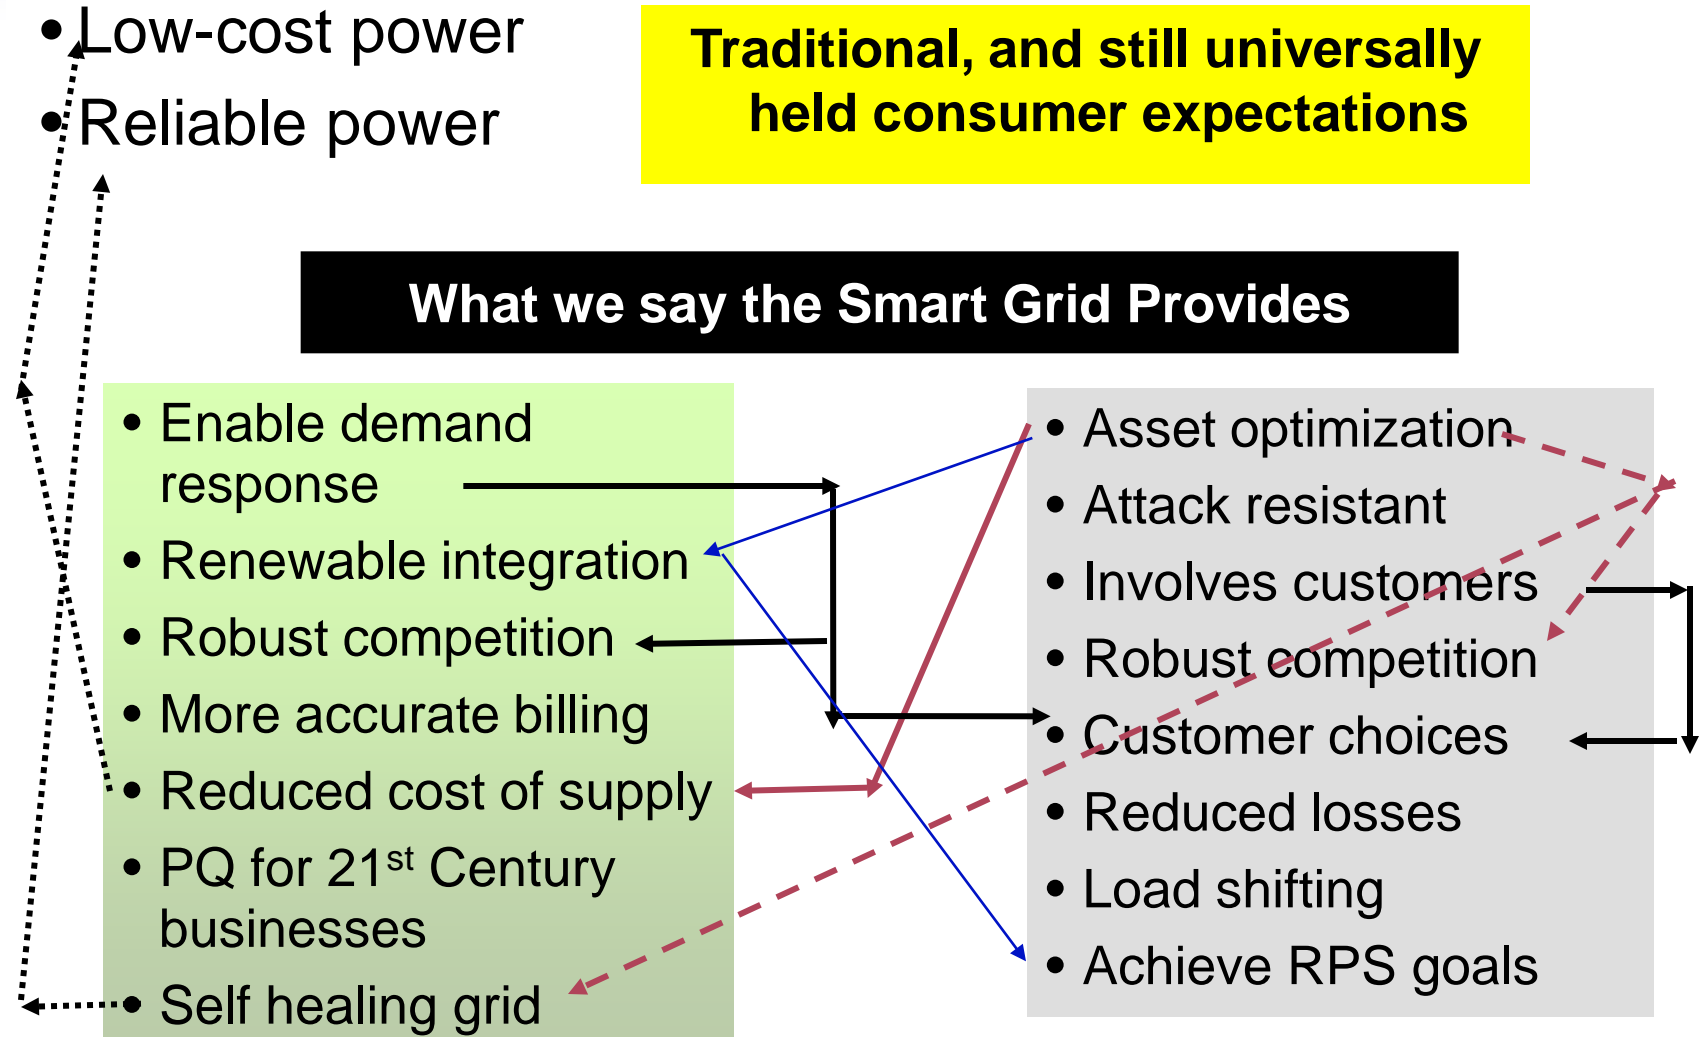 • Low-cost power
• Reliable power
Traditional, and still universally
held consumer expectations
What we say the Smart Grid Provides
• Enable demand
response
• Renewable integration
• Robust competition
• More accurate billing
• Reduced cost of supply
• PQ for 21st Century
businesses
• Self healing grid
• Asset optimization
• Attack resistant
• Involves customers
• Robust competition
• Customer choices
• Reduced losses
• Load shifting
• Achieve RPS goals